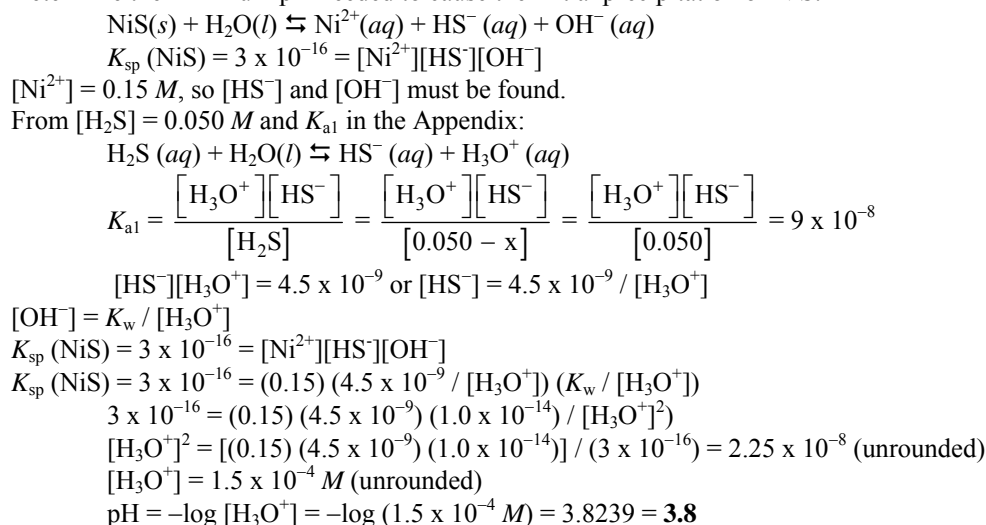 NiS(s) + H₂O(l) ⇆ Ni²⁺(aq) + HS⁻ (aq) + OH⁻ (aq)
Ksp (NiS) = 3 x 10⁻¹⁶ = [Ni²⁺][HS⁻][OH⁻]
[Ni²⁺] = 0.15 M, so [HS⁻] and [OH⁻] must be found.
From [H₂S] = 0.050 M and Ka1 in the Appendix:
H₂S (aq) + H₂O(l) ⇆ HS⁻ (aq) + H₃O⁺ (aq)
Ka1 = [H₃O⁺][HS⁻] / [H₂S] = [H₃O⁺][HS⁻] / [0.050 – x] = [H₃O⁺][HS⁻] / [0.050] = 9 x 10⁻⁸
[HS⁻][H₃O⁺] = 4.5 x 10⁻⁹ or [HS⁻] = 4.5 x 10⁻⁹ / [H₃O⁺]
[OH⁻] = Kw / [H₃O⁺]
Ksp (NiS) = 3 x 10⁻¹⁶ = [Ni²⁺][HS⁻][OH⁻]
Ksp (NiS) = 3 x 10⁻¹⁶ = (0.15) (4.5 x 10⁻⁹ / [H₃O⁺]) (Kw / [H₃O⁺])
3 x 10⁻¹⁶ = (0.15) (4.5 x 10⁻⁹) (1.0 x 10⁻¹⁴) / [H₃O⁺]²)
[H₃O⁺]² = [(0.15) (4.5 x 10⁻⁹) (1.0 x 10⁻¹⁴)] / (3 x 10⁻¹⁶) = 2.25 x 10⁻⁸ (unrounded)
[H₃O⁺] = 1.5 x 10⁻⁴ M (unrounded)
pH = –log [H₃O⁺] = –log (1.5 x 10⁻⁴ M) = 3.8239 = 3.8